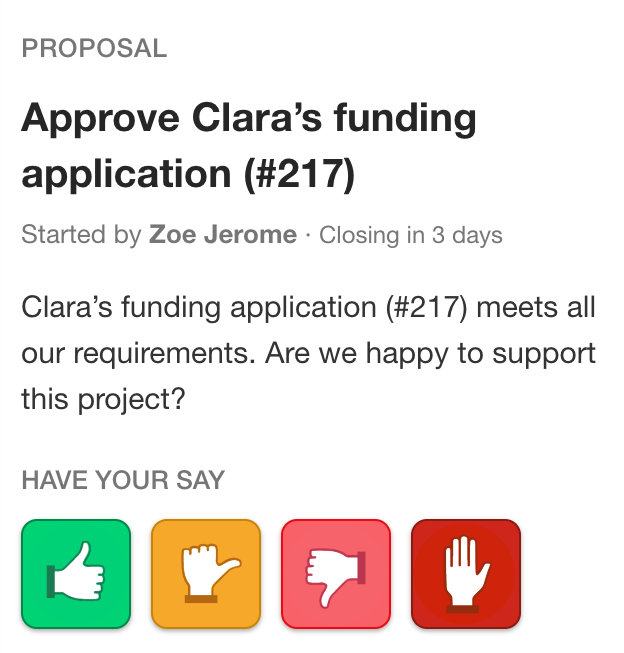 PROPOSAL
Approve Clara’s funding
application (#217)
Started by Zoe Jerome · Closing in 3 days
Clara’s funding application (#217) meets all
our requirements. Are we happy to support
this project?
HAVE YOUR SAY